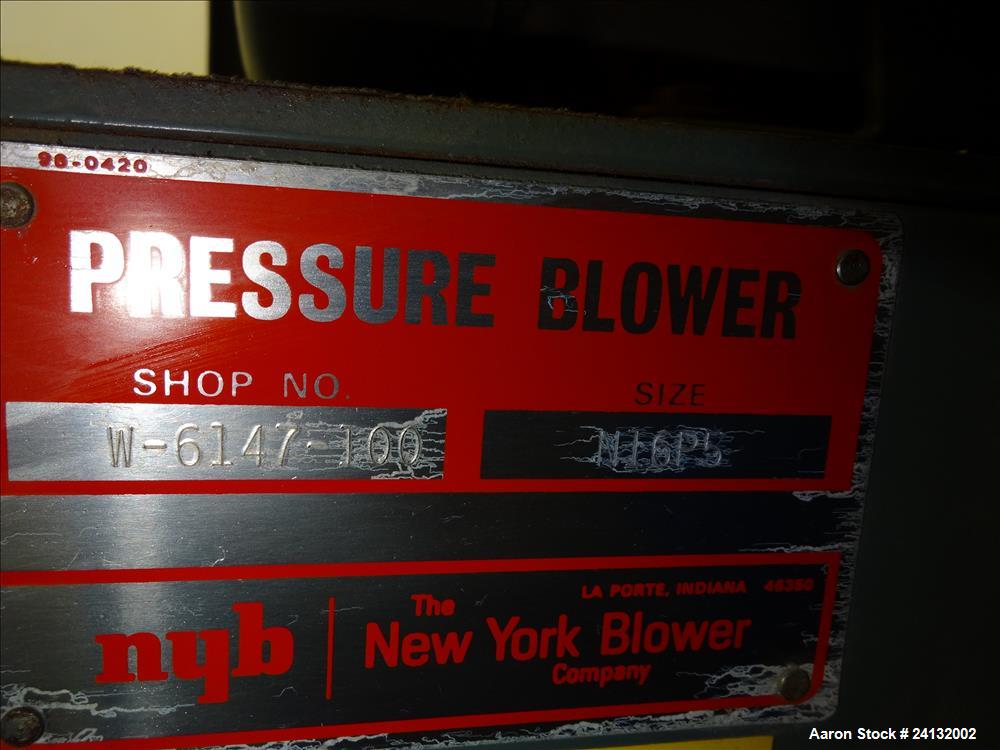 98-0420
PRESSURE BLOWER
SHOP NO. SIZE
W-6147-100 N16P5
LA PORTE, INDIANA 46350
nyb The
New York Blower
Company
Aaron Stock # 24132002